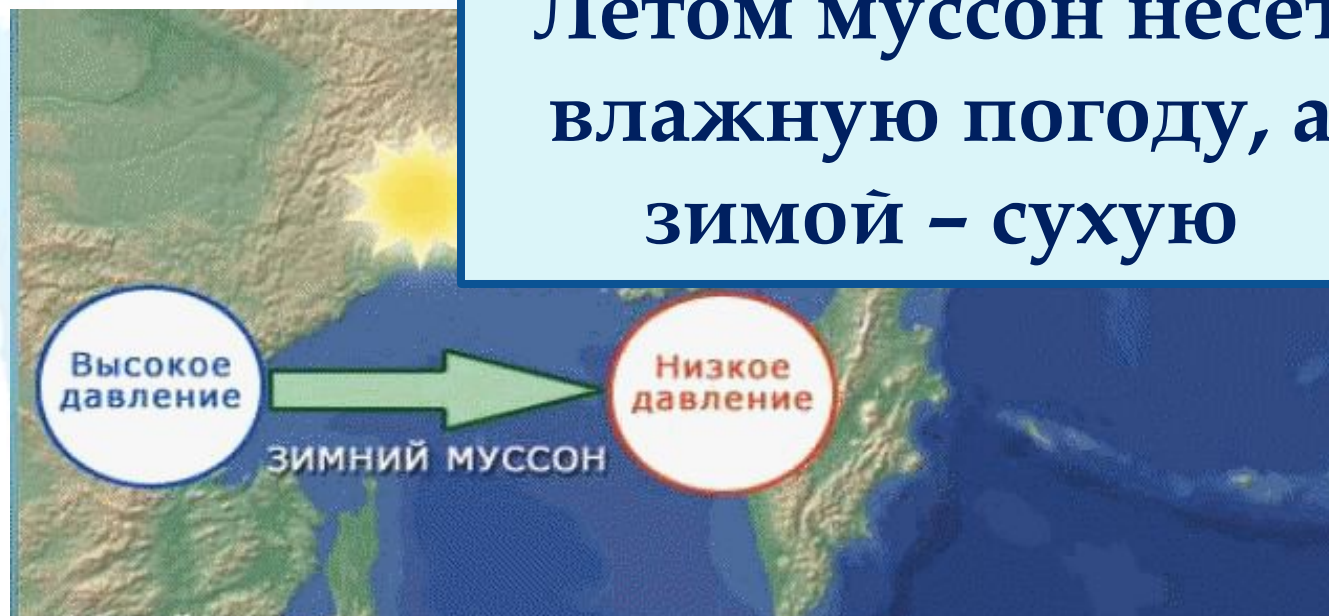 Летом муссон несет
влажную погоду, а
зимой – сухую
Высокое
давление
Низкое
давление
ЗИМНИЙ МУССОН